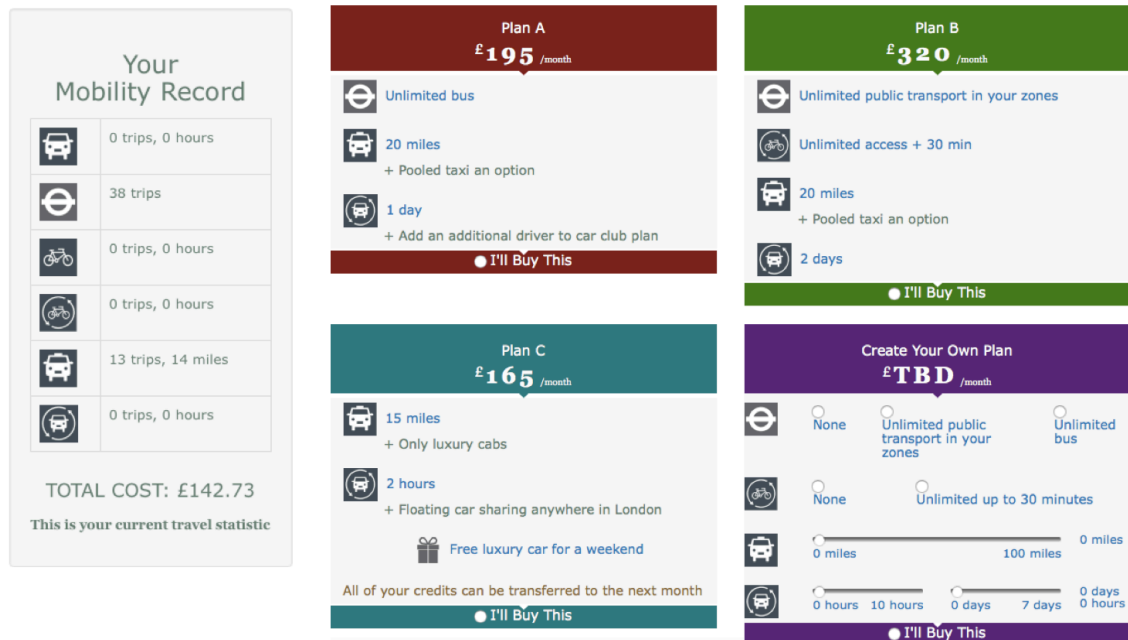 Your
Mobility Record
0 trips, 0 hours
38 trips
0 trips, 0 hours
0 trips, 0 hours
13 trips, 14 miles
0 trips, 0 hours
TOTAL COST: £142.73
This is your current travel statistic
Plan A
£195 /month
Unlimited bus
20 miles
+ Pooled taxi an option
1 day
+ Add an additional driver to car club plan
I'll Buy This
Plan B
£320 /month
Unlimited public transport in your zones
Unlimited access + 30 min
20 miles
+ Pooled taxi an option
2 days
I'll Buy This
Plan C
£165 /month
15 miles
+ Only luxury cabs
2 hours
+ Floating car sharing anywhere in London
Free luxury car for a weekend
All of your credits can be transferred to the next month
I'll Buy This
Create Your Own Plan
£TBD /month
None
Unlimited public
transport in your
zones
Unlimited
bus
None
Unlimited up to 30 minutes
0 miles
100 miles
0 miles
0 hours
10 hours
0 days
7 days
0 days
0 hours
I'll Buy This